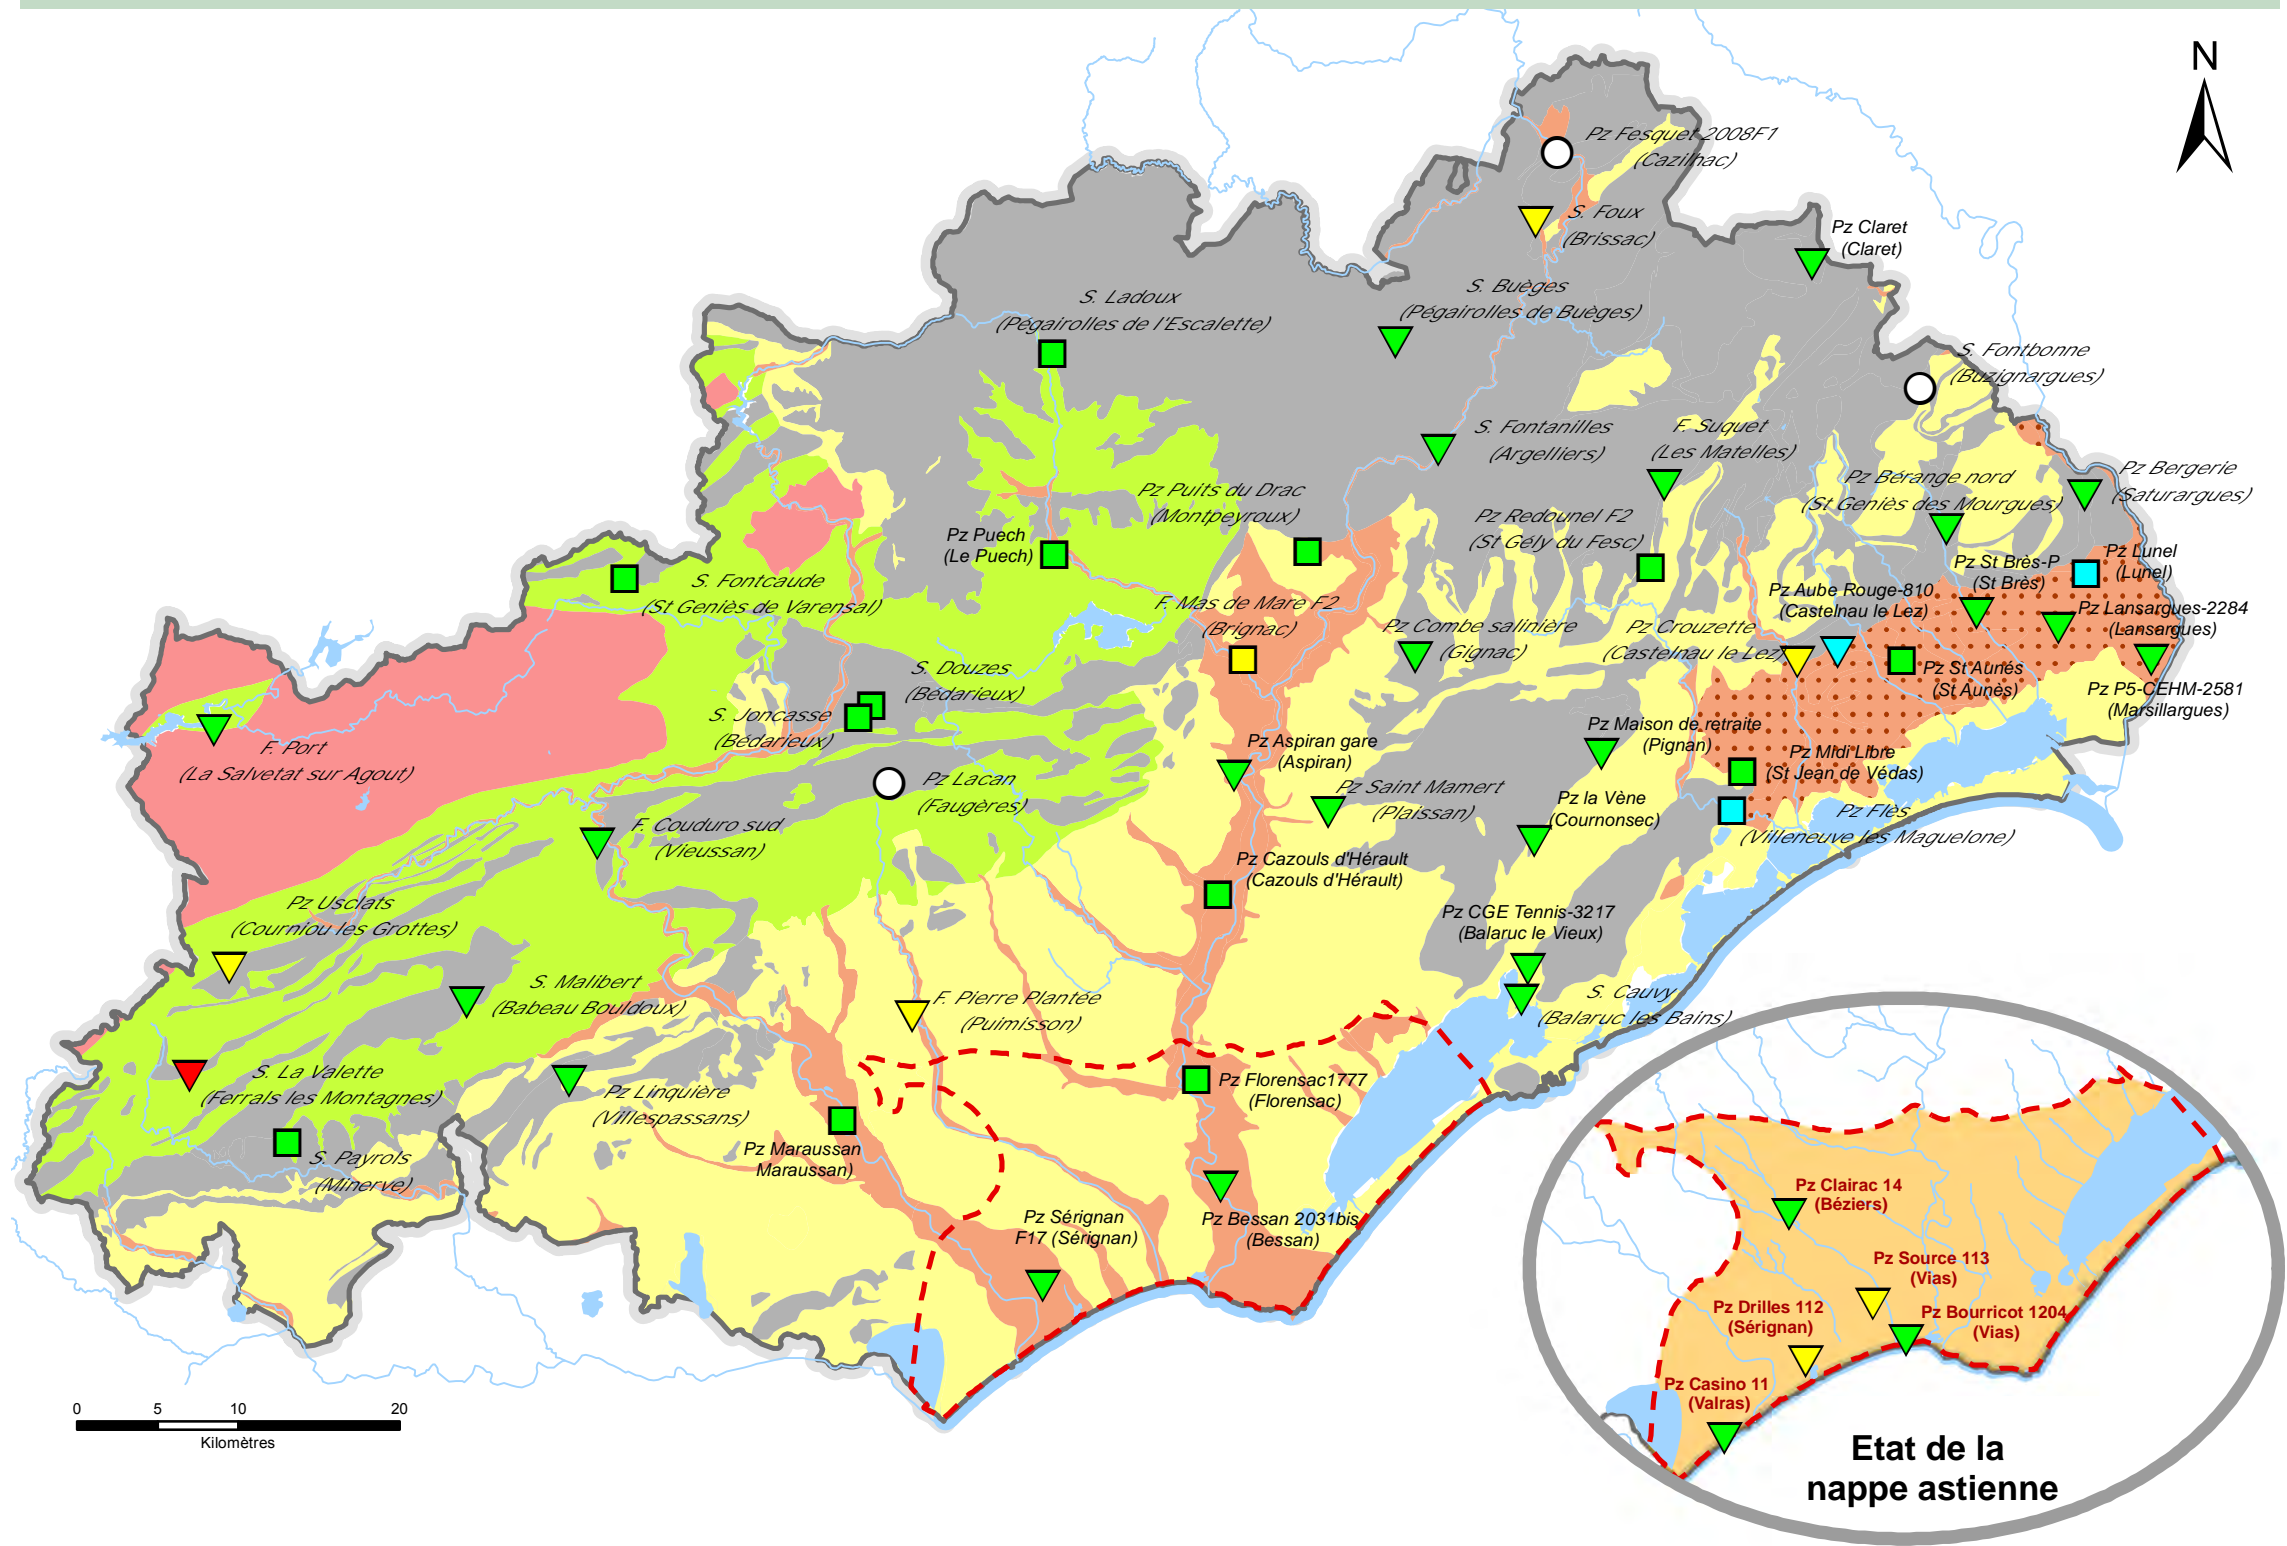 N
Pz Fesquet 2008F1
(Cazilhac)
S. Foux
(Brissac)
Pz Claret
(Claret)
S. Ladoux
(Pégairolles de l'Escalette)
S. Buèges
(Pégairolles de Buèges)
S. Fontbonne
(Buzignargues)
S. Fontanilles
(Argelliers)
F. Suquet
(Les Matelles)
Pz Bérange nord
(St Geniès des Mourgues)
Pz Bergerie
(Saturargues)
Pz Puits du Drac
(Montpeyroux)
Pz Redounel F2
(St Gély du Fesc)
Pz Puech
(Le Puech)
Pz St Brès-P
(St Brès)
Pz Lunel
(Lunel)
S. Fontcaude
(St Geniès de Varensal)
Pz Aube Rouge-810
(Castelnau le Lez)
Pz Lansargues-2284
(Lansargues)
F. Mas de Mare F2
(Brignac)
Pz Combe salinière
(Gignac)
Pz Crouzette
(Castelnau le Lez)
S. Douzes
(Bédarieux)
Pz St Aunés
(St Aunès)
Pz P5-CEHM-2581
(Marsillargues)
S. Joncasse
(Bédarieux)
F. Port
(La Salvetat sur Agout)
Pz Aspiran gare
(Aspiran)
Pz Maison de retraite
(Pignan)
Pz Midi Libre
(St Jean de Védas)
Pz Lacan
(Faugères)
Pz Saint Mamert
(Plaissan)
Pz la Vène
(Cournonsec)
Pz Flès
(Villeneuve les Maguelone)
F. Couduro sud
(Vieussan)
Pz Cazouls d'Hérault
(Cazouls d'Hérault)
Pz Usclats
(Courniou les Grottes)
Pz CGE Tennis-3217
(Balaruc le Vieux)
S. Malibert
(Babeau Bouldoux)
F. Pierre Plantée
(Puimisson)
S. Cauvy
(Balaruc les Bains)
S. La Valette
(Ferrals les Montagnes)
Pz Linquière
(Villespassans)
Pz Florensac1777
(Florensac)
S. Payrols
(Minerve)
Pz Maraussan
Maraussan)
Pz Sérignan
F17 (Sérignan)
Pz Bessan 2031bis
(Bessan)
Pz Clairac 14
(Béziers)
Pz Source 113
(Vias)
Pz Drilles 112
(Sérignan)
Pz Bourricot 1204
(Vias)
Pz Casino 11
(Valras)
Etat de la
nappe astienne
0 5 10 20
Kilomètres